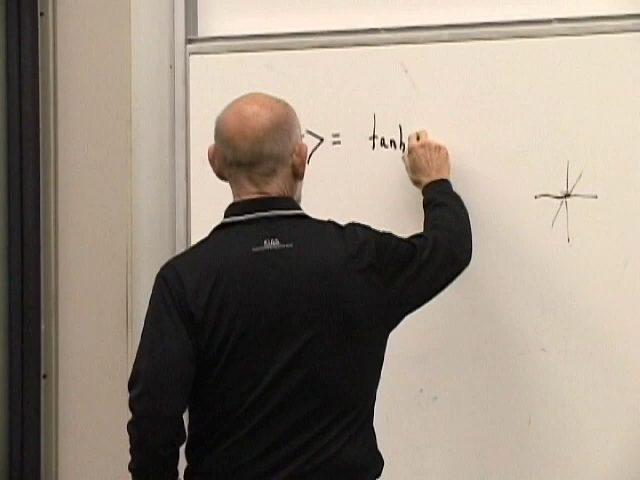 > = tanh